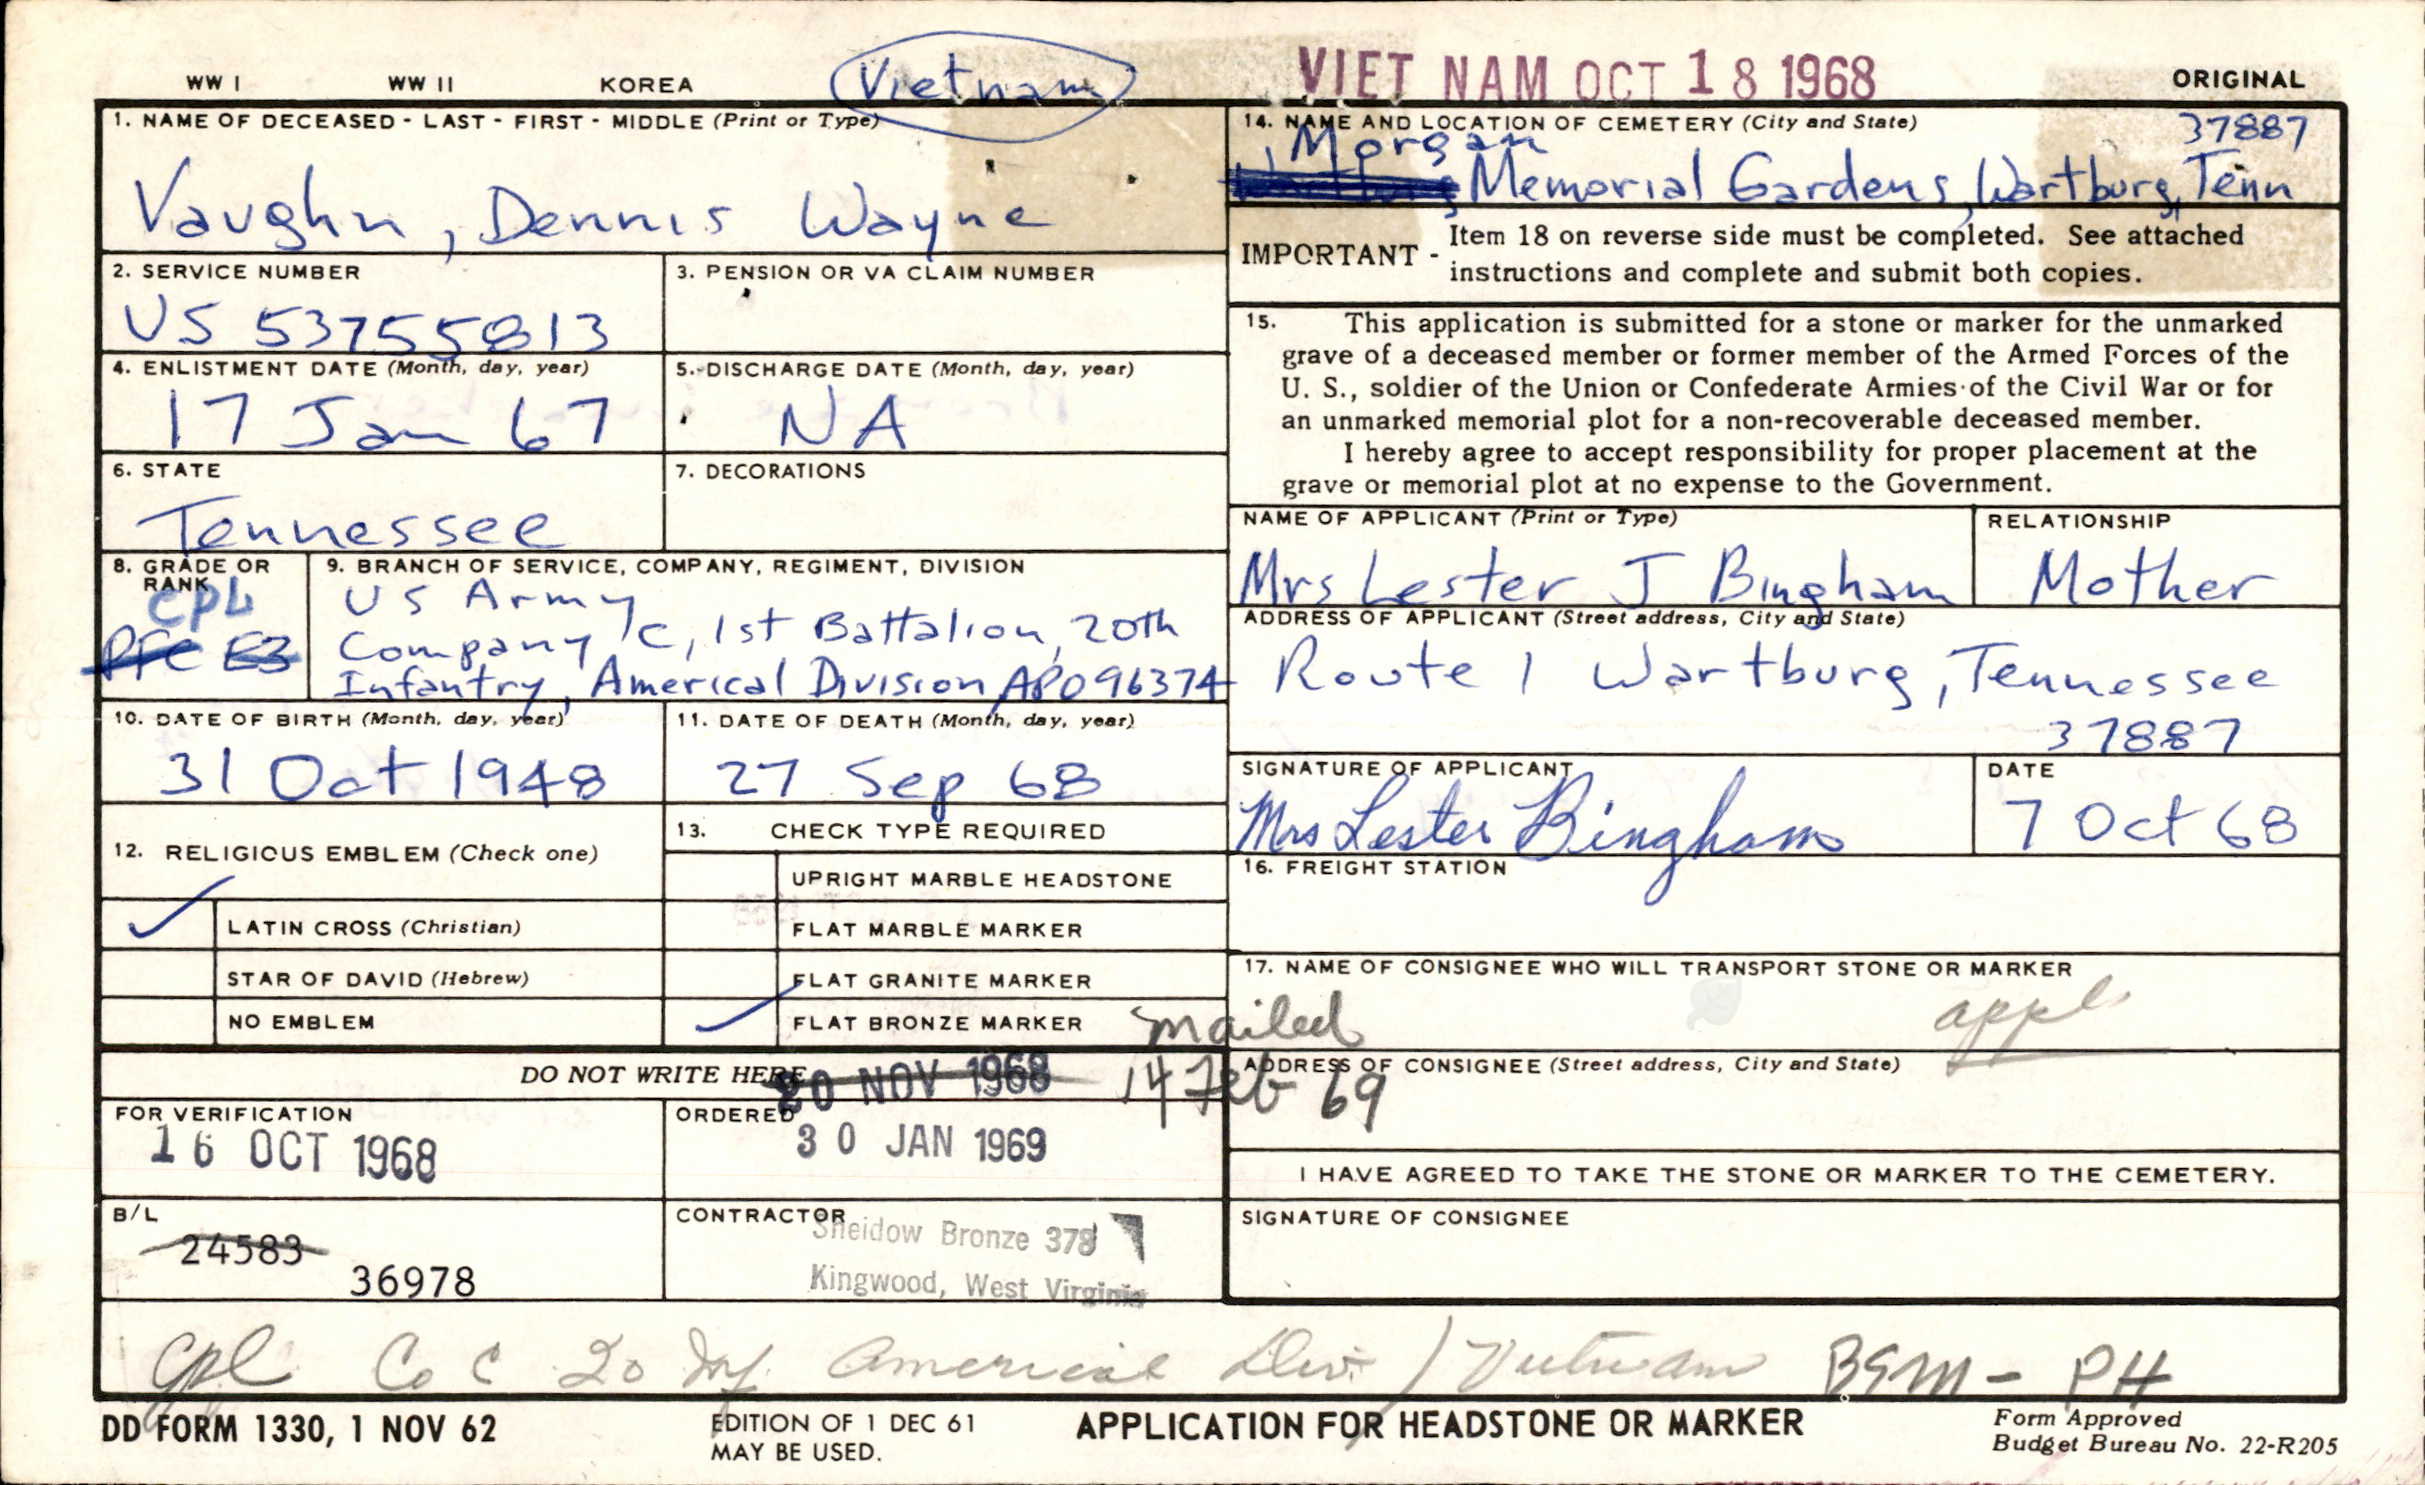 WW I WW II KOREA Vietnam VIET NAM OCT 18 1968 ORIGINAL
1. NAME OF DECEASED - LAST - FIRST - MIDDLE (Print or Type)
Vaughn, Dennis Wayne
2. SERVICE NUMBER
US 53755813
3. PENSION OR VA CLAIM NUMBER
4. ENLISTMENT DATE (Month, day, year)
17 Jan 67
5. DISCHARGE DATE (Month, day, year)
NA
6. STATE
Tennessee
7. DECORATIONS
8. GRADE OR
RANK
CPL
PFC E3
9. BRANCH OF SERVICE, COMPANY, REGIMENT, DIVISION
US Army
Company C, 1st Battalion, 20th
Infantry, Americal Division APO 96374
10. DATE OF BIRTH (Month, day, year)
31 Oct 1948
11. DATE OF DEATH (Month, day, year)
27 Sep 68
12. RELIGIOUS EMBLEM (Check one)
LATIN CROSS (Christian)
STAR OF DAVID (Hebrew)
NO EMBLEM
13. CHECK TYPE REQUIRED
UPRIGHT MARBLE HEADSTONE
FLAT MARBLE MARKER
FLAT GRANITE MARKER
FLAT BRONZE MARKER
DO NOT WRITE HERE
20 NOV 1968
FOR VERIFICATION
16 OCT 1968
ORDERED
30 JAN 1969
mailed
14 Feb 69
B/L
24583
36978
CONTRACTOR
Sheidow Bronze 378
Kingwood, West Virginia
14. NAME AND LOCATION OF CEMETERY (City and State)
37887
Morgan
Memorial Gardens, Wartburg, Tenn
IMPORTANT - Item 18 on reverse side must be completed. See attached
instructions and complete and submit both copies.
15. This application is submitted for a stone or marker for the unmarked
grave of a deceased member or former member of the Armed Forces of the
U. S., soldier of the Union or Confederate Armies of the Civil War or for
an unmarked memorial plot for a non-recoverable deceased member.
I hereby agree to accept responsibility for proper placement at the
grave or memorial plot at no expense to the Government.
NAME OF APPLICANT (Print or Type)
Mrs Lester J Bingham
RELATIONSHIP
Mother
ADDRESS OF APPLICANT (Street address, City and State)
Route 1 Wartburg, Tennessee
37887
SIGNATURE OF APPLICANT
Mrs Lester Bingham
DATE
7 Oct 68
16. FREIGHT STATION
17. NAME OF CONSIGNEE WHO WILL TRANSPORT STONE OR MARKER
appl
ADDRESS OF CONSIGNEE (Street address, City and State)
I HAVE AGREED TO TAKE THE STONE OR MARKER TO THE CEMETERY.
SIGNATURE OF CONSIGNEE
Cpl Co C 20 Inf Americal Div / Vietnam BSM - PH
DD FORM 1330, 1 NOV 62
EDITION OF 1 DEC 61
MAY BE USED.
APPLICATION FOR HEADSTONE OR MARKER
Form Approved
Budget Bureau No. 22-R205